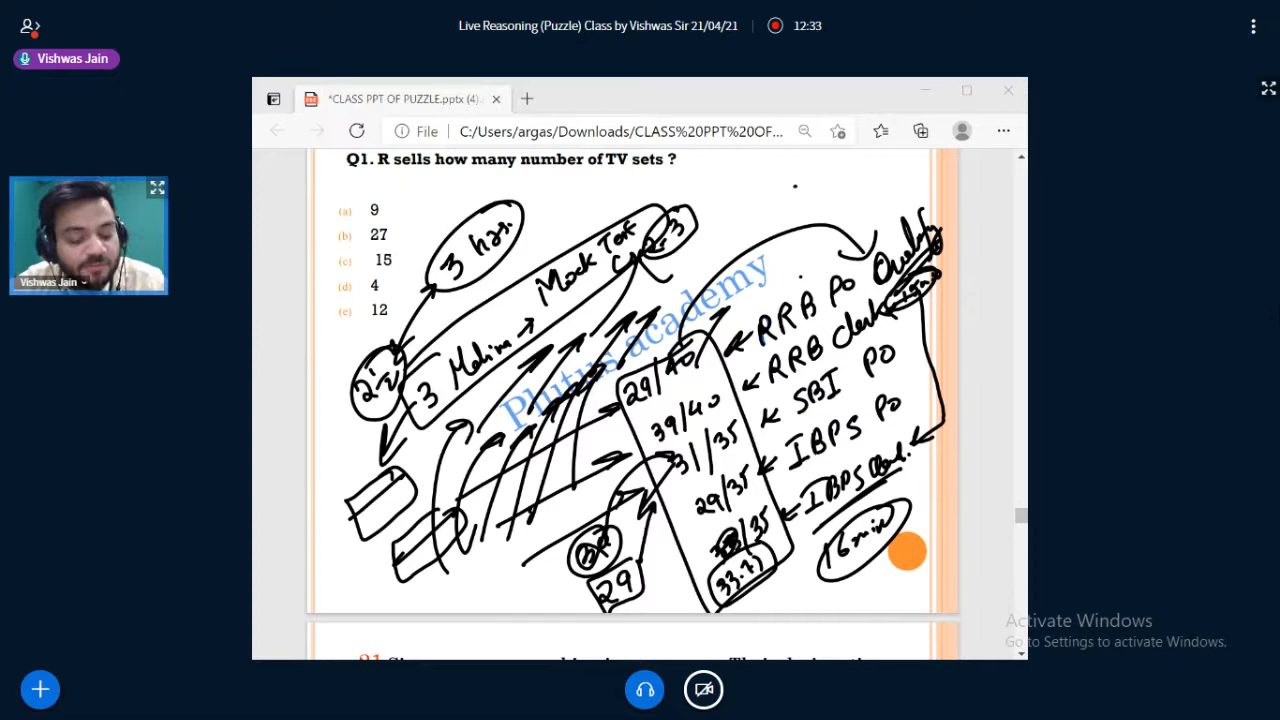 Live Reasoning (Puzzle) Class by Vishwas Sir 21/04/21
12:33
Vishwas Jain
*CLASS PPT OF PUZZLE.pptx (4)
File
C:/Users/argas/Downloads/CLASS%20PPT%20OF...
Vishwas Jain
Q1. R sells how many number of TV sets ?
(a) 9
(b) 27
(c) 15
(d) 4
(e) 12
3 hrs.
Mock Test
2-3
3
Plutus academy
RRB PO
RRB Clerk
SBI PO
IBPS PO
IBPS Clerk.
29/40
39/40
31/35
29/35
/35
29
16 min
Activate Windows
Go to Settings to activate Windows.